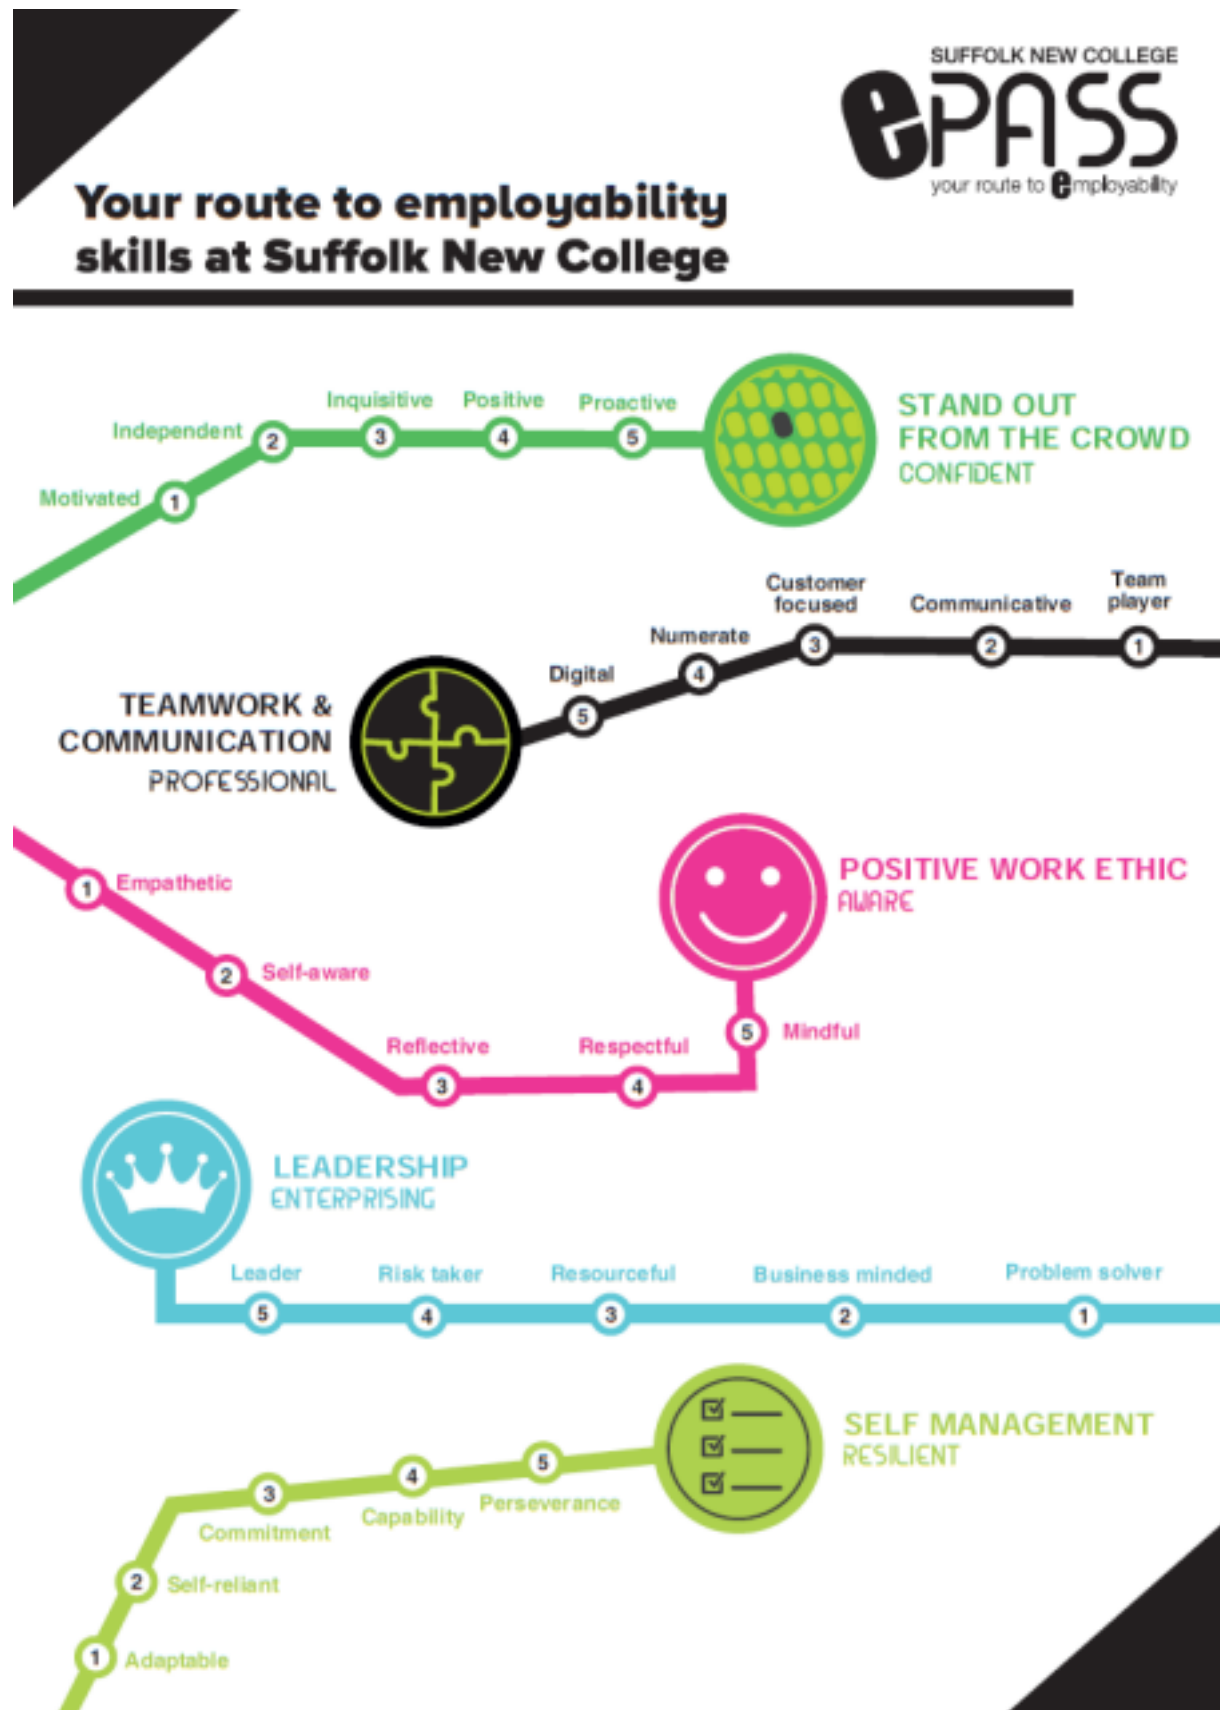 SUFFOLK NEW COLLEGE
ePASS
your route to employability
Your route to employability
skills at Suffolk New College
Motivated
1
Independent
2
Inquisitive
3
Positive
4
Proactive
5
STAND OUT
FROM THE CROWD
CONFIDENT
TEAMWORK &
COMMUNICATION
PROFESSIONAL
Digital
5
Numerate
4
Customer
focused
3
Communicative
2
Team
player
1
1
Empathetic
2
Self-aware
Reflective
3
Respectful
4
5
Mindful
POSITIVE WORK ETHIC
AWARE
LEADERSHIP
ENTERPRISING
Leader
5
Risk taker
4
Resourceful
3
Business minded
2
Problem solver
1
SELF MANAGEMENT
RESILIENT
5
Perseverance
4
Capability
3
Commitment
2
Self-reliant
1
Adaptable